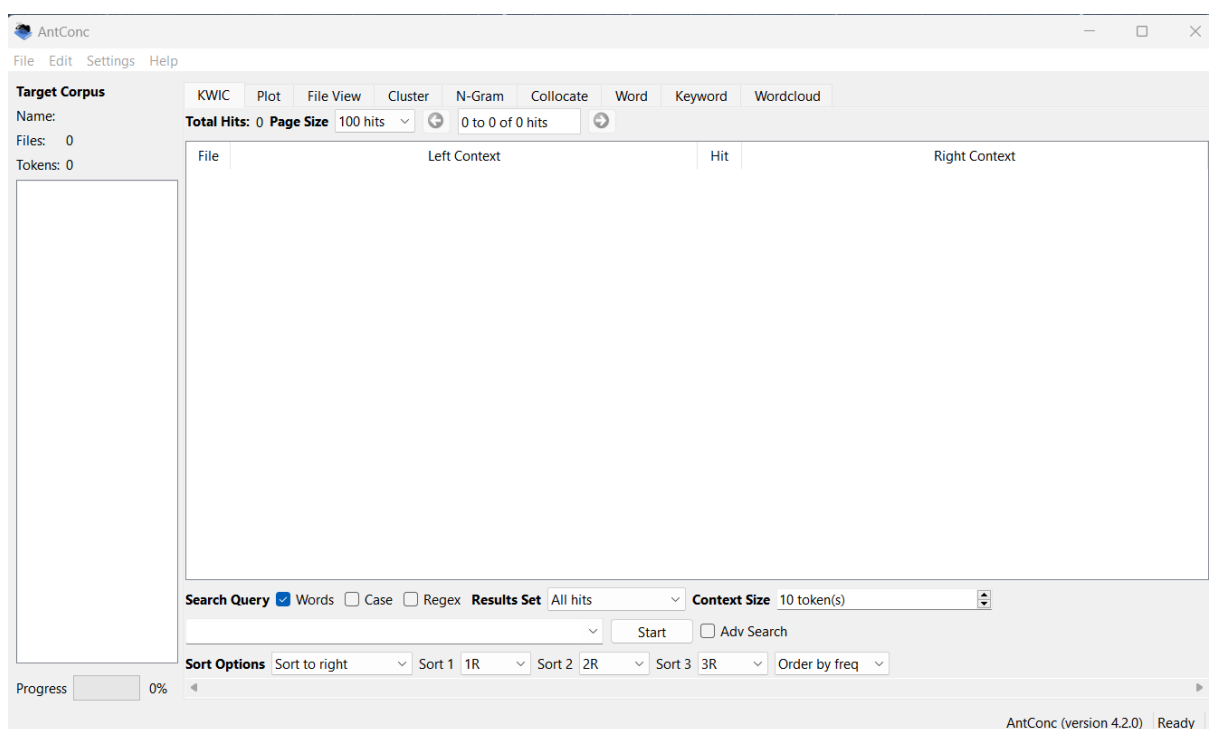 AntConc
File Edit Settings Help
Target Corpus
Name:
Files: 0
Tokens: 0
KWIC Plot File View Cluster N-Gram Collocate Word Keyword Wordcloud
Total Hits: 0 Page Size 100 hits 0 to 0 of 0 hits
File Left Context Hit Right Context
Search Query Words Case Regex Results Set All hits Context Size 10 token(s)
Start Adv Search
Sort Options Sort to right Sort 1 1R Sort 2 2R Sort 3 3R Order by freq
Progress 0%
AntConc (version 4.2.0) Ready